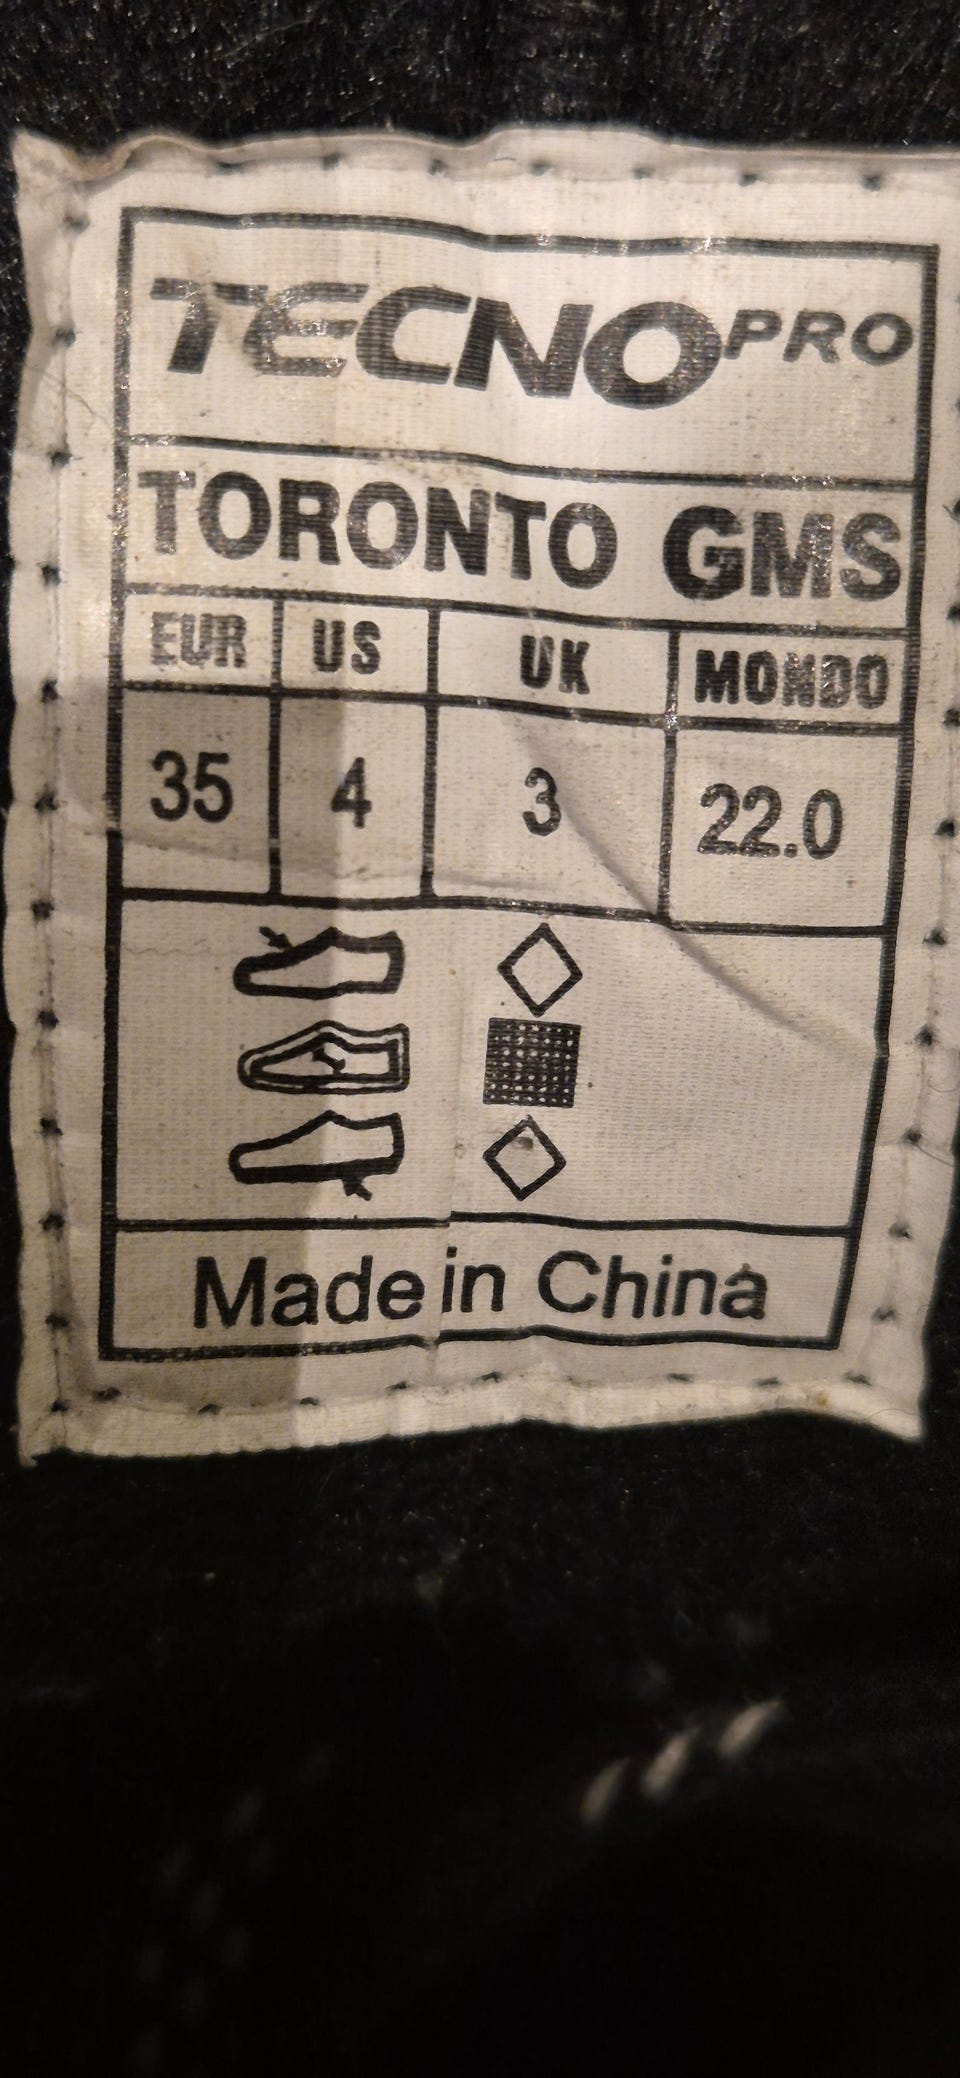 TECNO PRO
TORONTO GMS
EUR US UK MONDO
35 4 3 22.0
Made in China